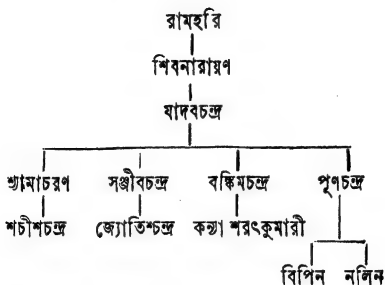 রামহরি
শিবনারায়ণ
যাদবচন্দ্র
শ্যামাচরণ সঞ্জীবচন্দ্র বঙ্কিমচন্দ্র পূর্ণচন্দ্র
শচীশচন্দ্র জ্যোতিশ্চন্দ্র কন্যা শরৎকুমারী
বিপিন নলিন